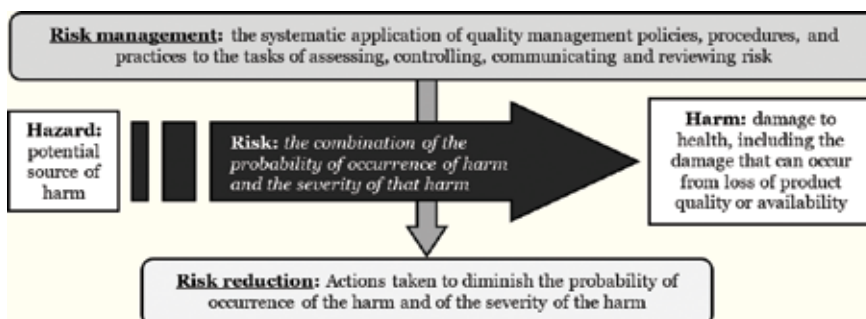 Risk management: the systematic application of quality management policies, procedures, and
practices to the tasks of assessing, controlling, communicating and reviewing risk
Hazard:
potential
source of
harm
Risk: the combination of the
probability of occurrence of harm
and the severity of that harm
Harm: damage to
health, including the
damage that can occur
from loss of product
quality or availability
Risk reduction: Actions taken to diminish the probability of
occurrence of the harm and of the severity of the harm